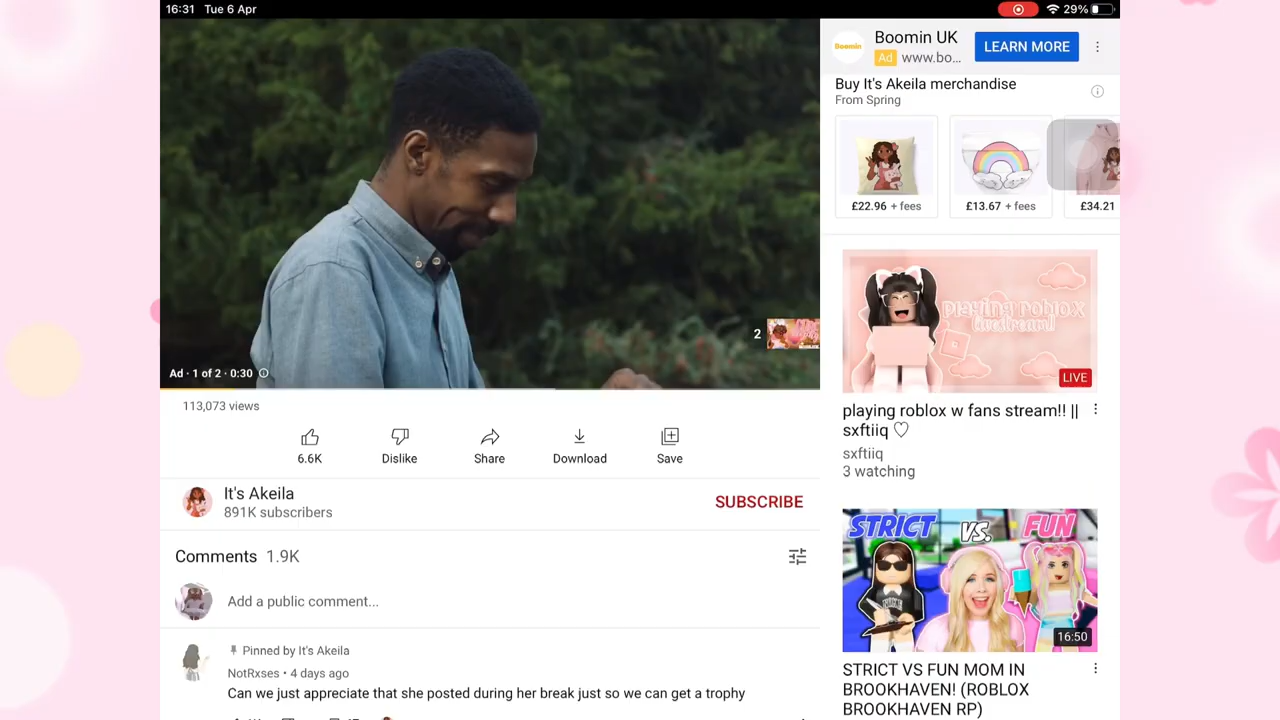 16:31 Tue 6 Apr
29%
Boomin UK
LEARN MORE
Boomin
Ad www.bo...
Buy It's Akeila merchandise
From Spring
£22.96 + fees
£13.67 + fees
£34.21
2
Ad · 1 of 2 · 0:30
113,073 views
6.6K
Dislike
Share
Download
Save
It's Akeila
891K subscribers
SUBSCRIBE
Comments 1.9K
Add a public comment...
Pinned by It's Akeila
NotRxses • 4 days ago
Can we just appreciate that she posted during her break just so we can get a trophy
playing roblox
livestream!!
LIVE
playing roblox w fans stream!! ||
sxftiiq ♡
sxftiiq
3 watching
STRICT VS. FUN
16:50
STRICT VS FUN MOM IN
BROOKHAVEN! (ROBLOX
BROOKHAVEN RP)